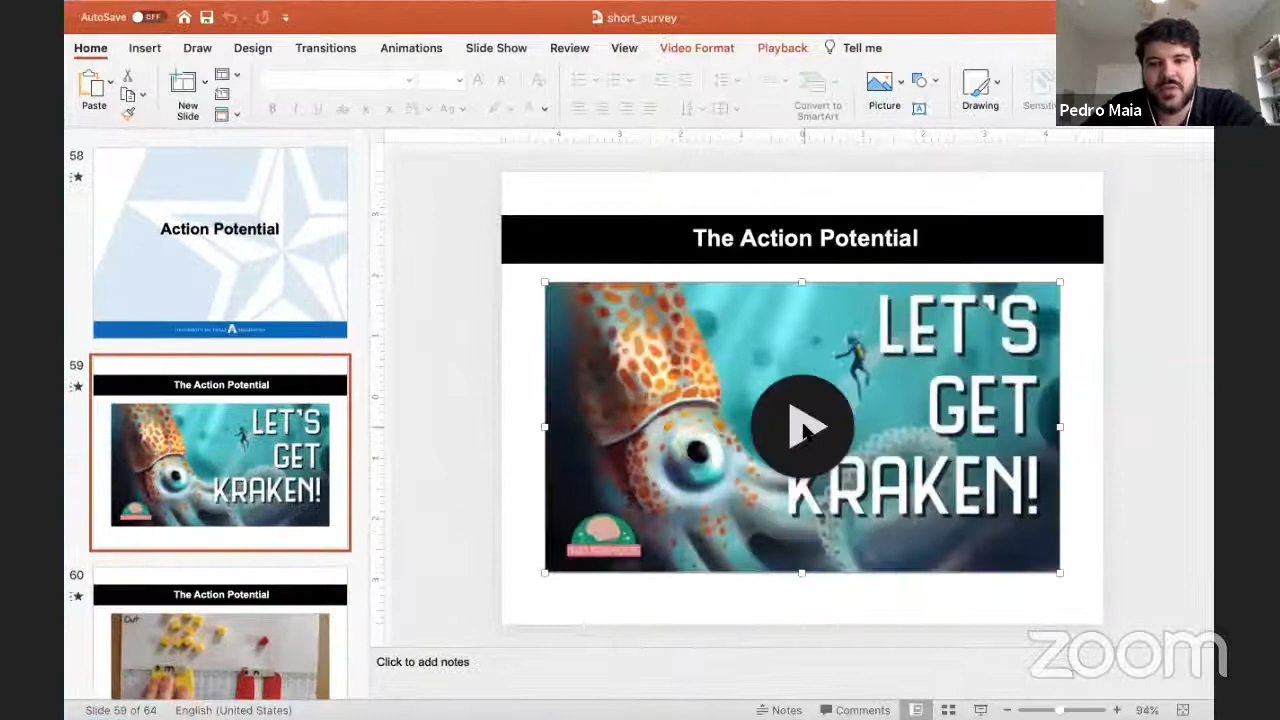 AutoSave OFF
short_survey
Home Insert Draw Design Transitions Animations Slide Show Review View Video Format Playback Tell me
Paste
New
Slide
Convert to
SmartArt
Picture
Drawing
Pedro Maia
58
Action Potential
59
The Action Potential
LET'S
GET
KRAKEN!
60
The Action Potential
Out
The Action Potential
LET'S
GET
KRAKEN!
Click to add notes
zoom
Slide 59 of 64 English (United States) Notes Comments 94%